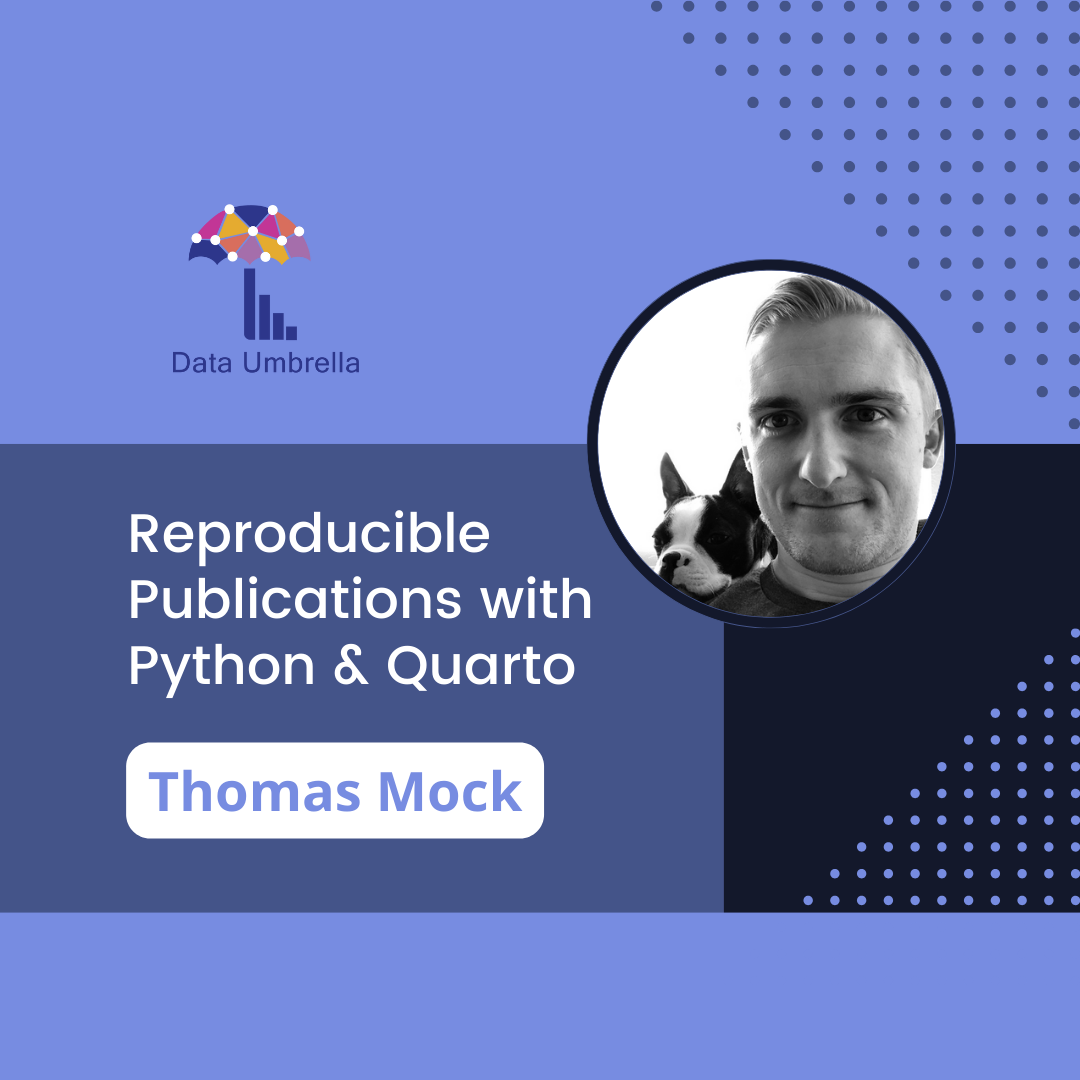 Data Umbrella
Reproducible
Publications with
Python & Quarto
Thomas Mock